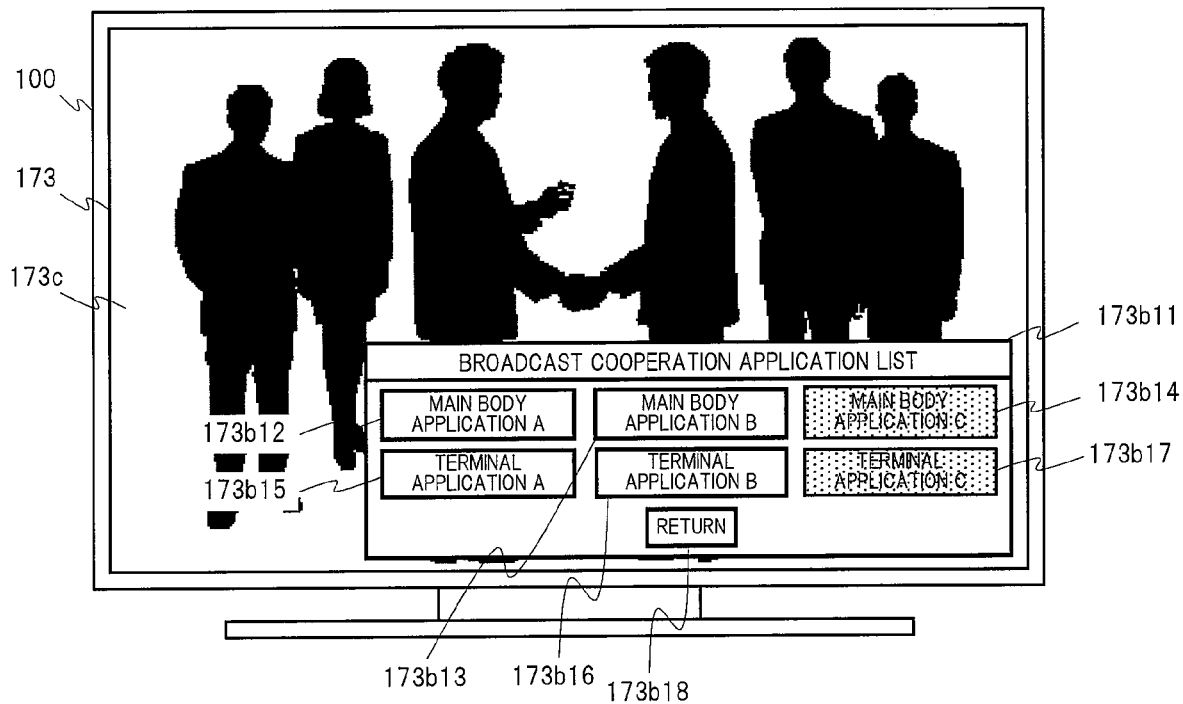 100
173
173c
173b11
BROADCAST COOPERATION APPLICATION LIST
MAIN BODY
APPLICATION A
MAIN BODY
APPLICATION B
MAIN BODY
APPLICATION C
173b14
173b12
TERMINAL
APPLICATION A
TERMINAL
APPLICATION B
TERMINAL
APPLICATION C
173b17
173b15
RETURN
173b13
173b16
173b18